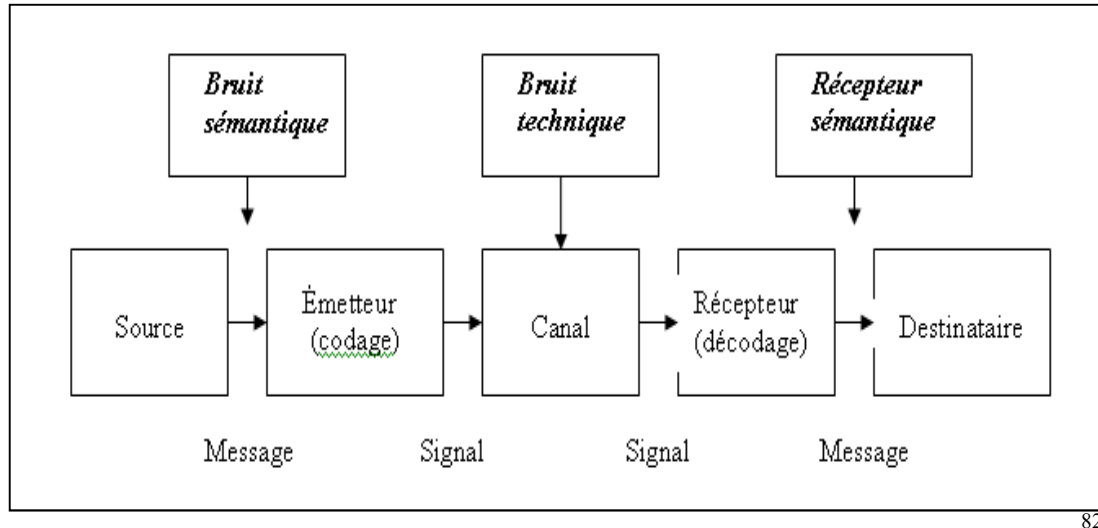 Bruit
sémantique
Bruit
technique
Récepteur
sémantique
Source
Émetteur
(codage)
Canal
Récepteur
(décodage)
Destinataire
Message
Signal
Signal
Message
82